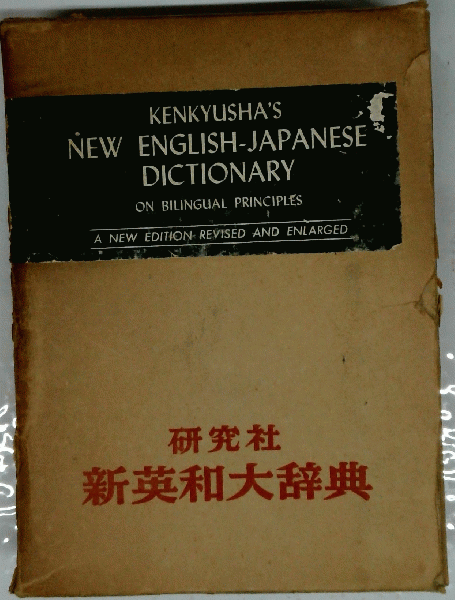 KENKYUSHA'S
NEW ENGLISH-JAPANESE
DICTIONARY
ON BILINGUAL PRINCIPLES
A NEW EDITION REVISED AND ENLARGED
研究社
新英和大辞典